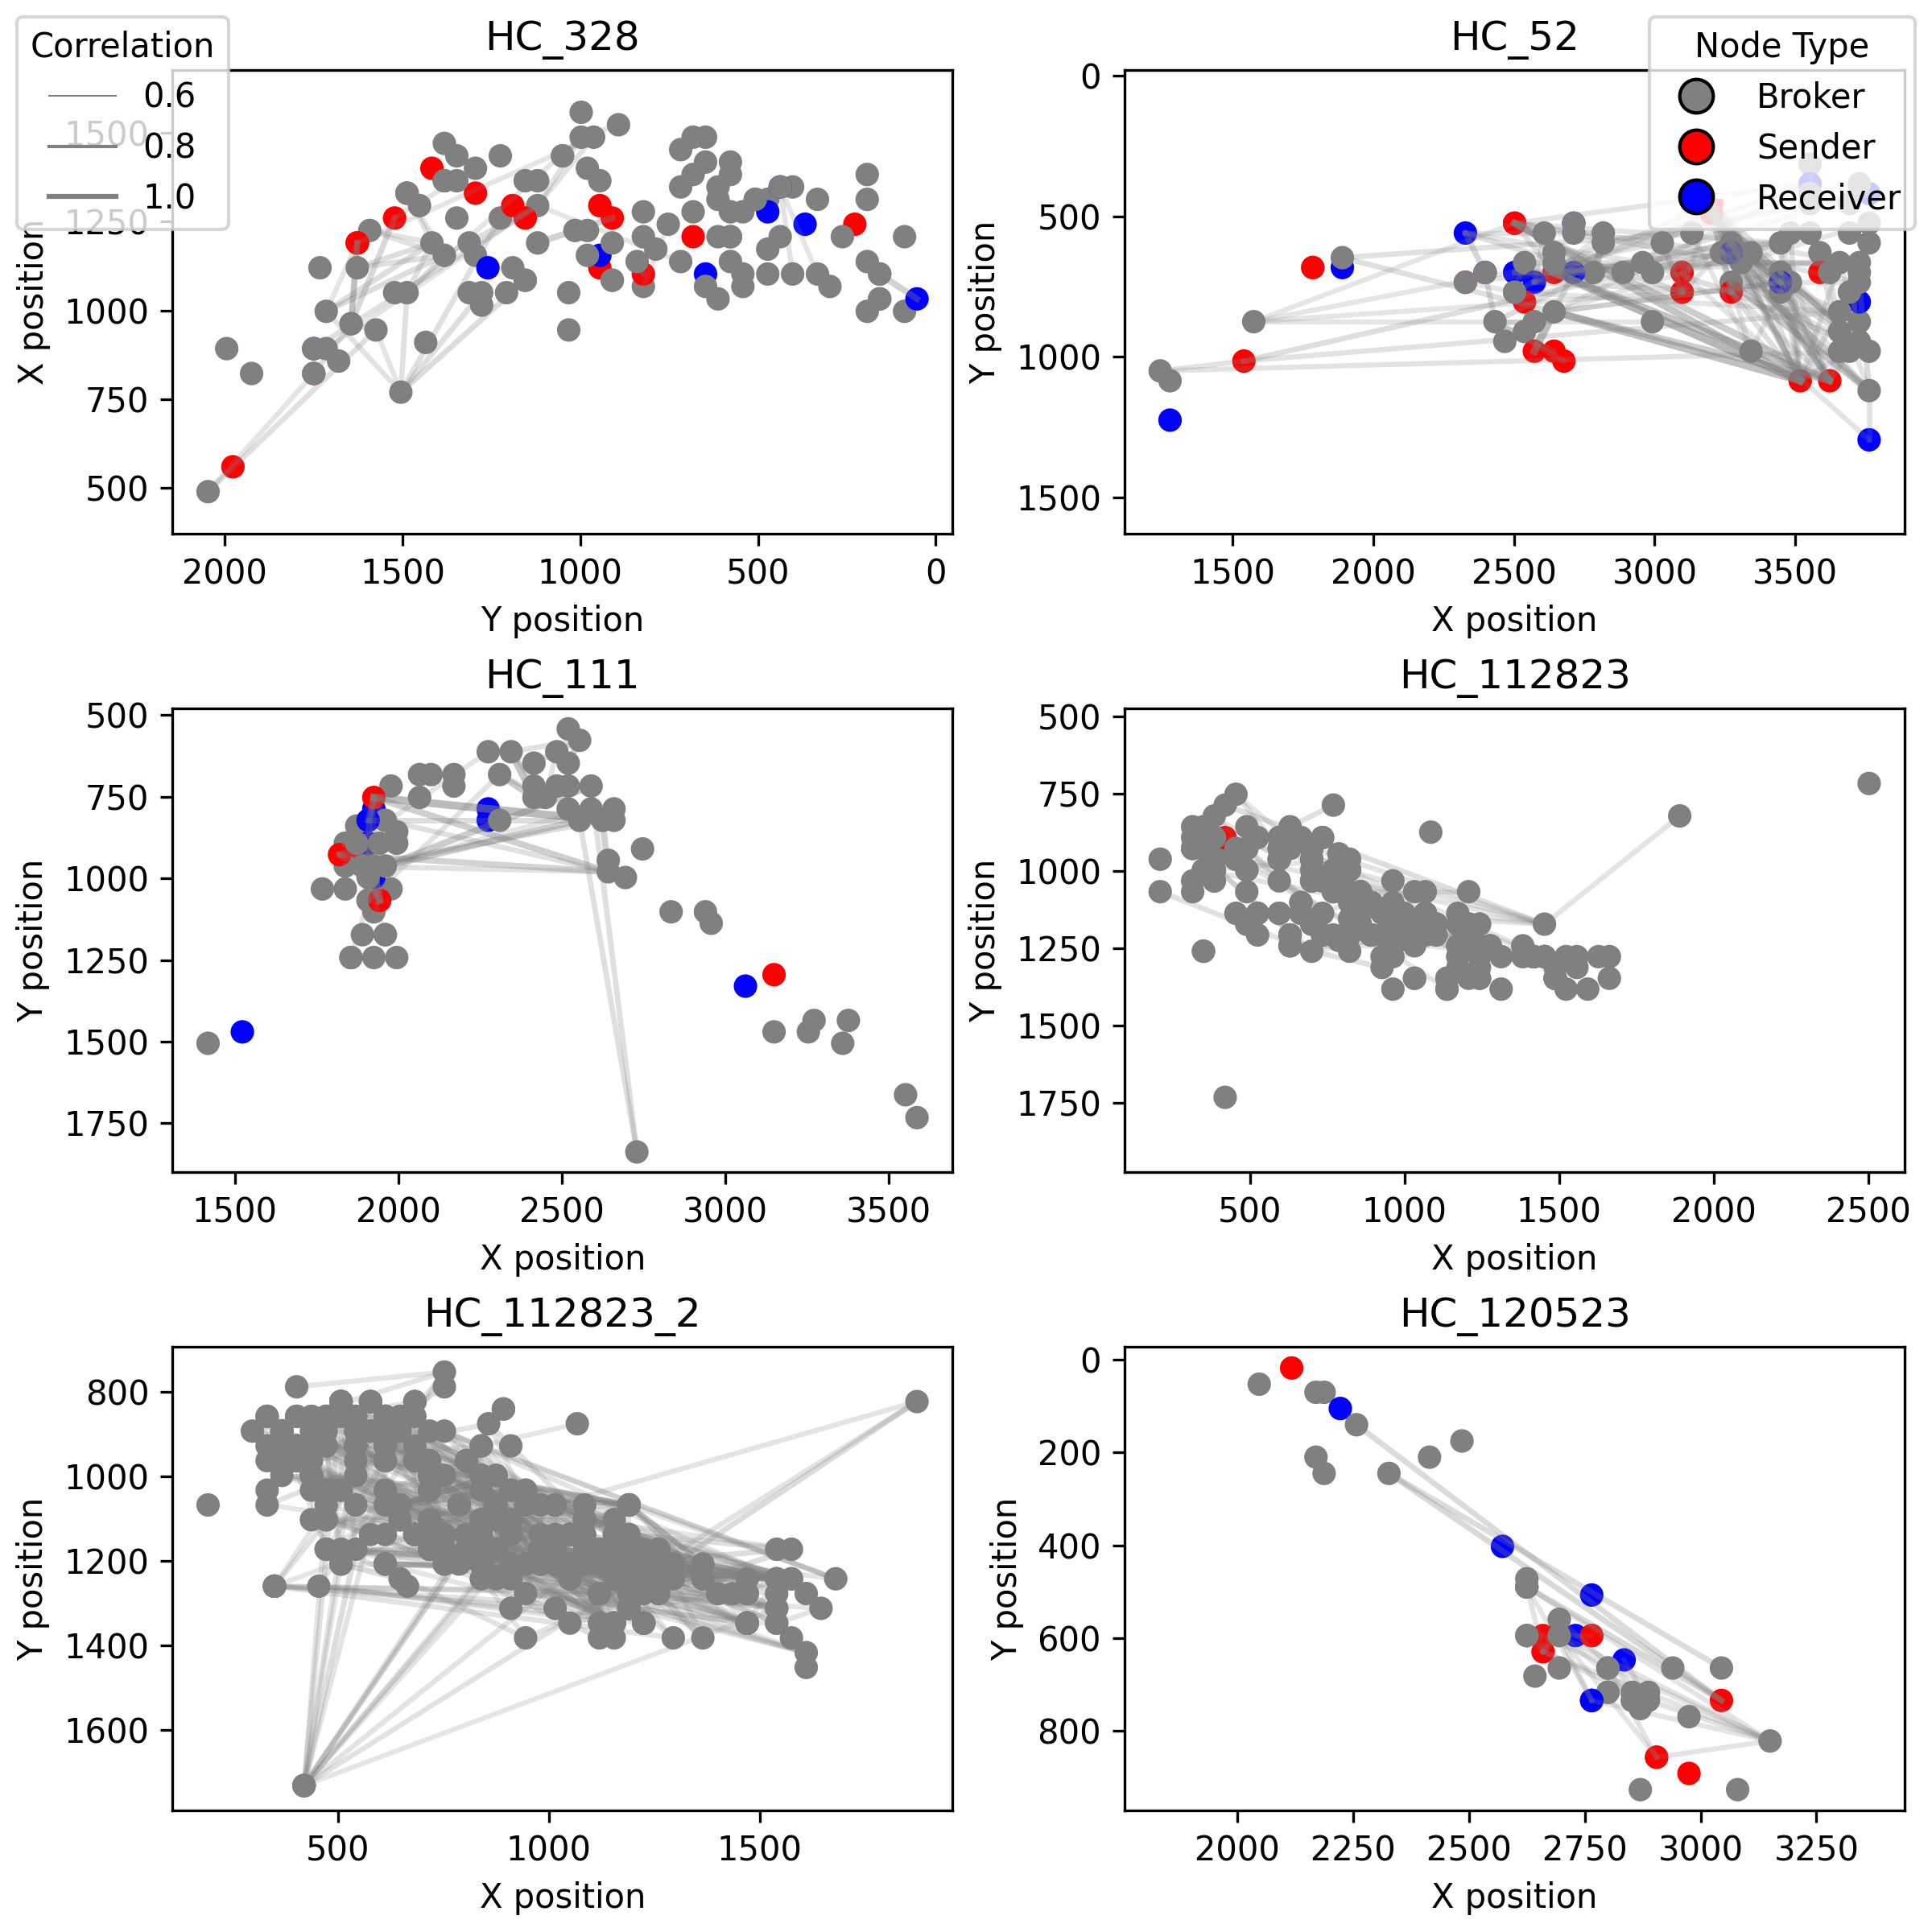 Correlation
0.6
0.8
1.0
Node Type
Broker
Sender
Receiver
HC_328
X position
1500
1250
1000
750
500
2000 1500 1000 500 0
Y position
HC_52
Y position
0
500
1000
1500
1500 2000 2500 3000 3500
X position
HC_111
Y position
500
750
1000
1250
1500
1750
1500 2000 2500 3000 3500
X position
HC_112823
Y position
500
750
1000
1250
1500
1750
500 1000 1500 2000 2500
X position
HC_112823_2
Y position
800
1000
1200
1400
1600
500 1000 1500
X position
HC_120523
Y position
0
200
400
600
800
2000 2250 2500 2750 3000 3250
X position